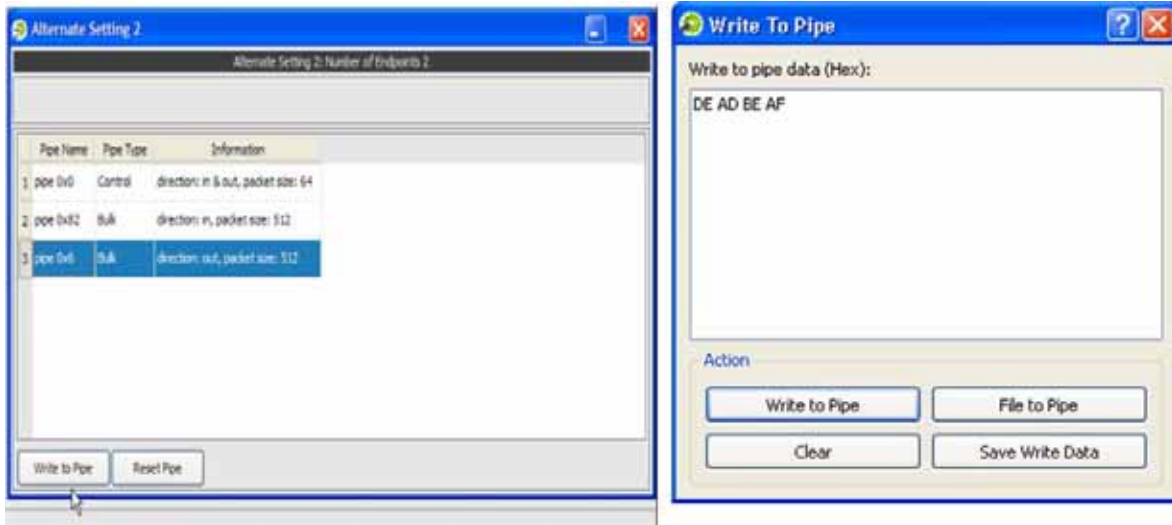 Alternate Setting 2
Alternate Setting 2: Number of Endpoints 2
Pipe Name Pipe Type Information
1 pipe 0x0 Control direction: in & out, packet size: 64
2 pipe 0x82 Bulk direction: in, packet size: 512
3 pipe 0x6 Bulk direction: out, packet size: 512
Write to Pipe Reset Pipe
Write To Pipe
Write to pipe data (Hex):
DE AD BE AF
Action
Write to Pipe File to Pipe
Clear Save Write Data